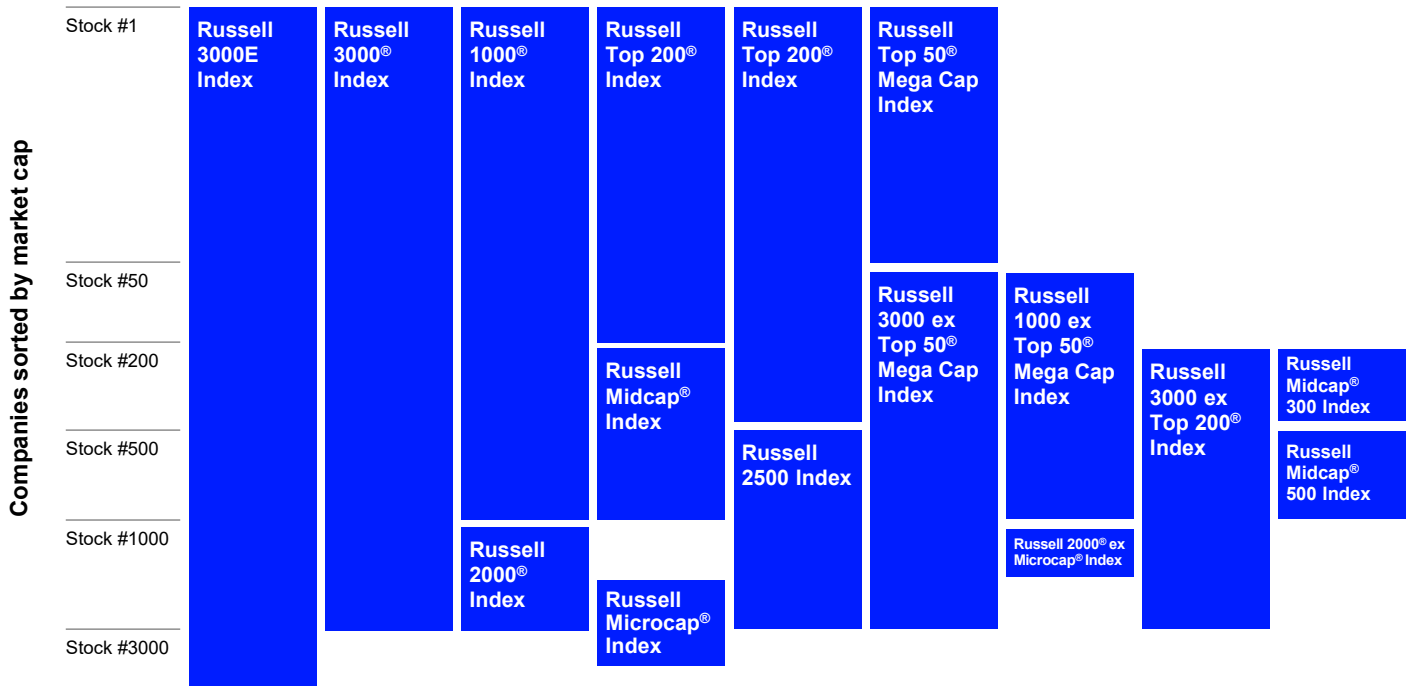 Companies sorted by market cap
Stock #1
Stock #50
Stock #200
Stock #500
Stock #1000
Stock #3000
Russell
3000E
Index
Russell
3000®
Index
Russell
1000®
Index
Russell
2000®
Index
Russell
Top 200®
Index
Russell
Midcap®
Index
Russell
Microcap®
Index
Russell
Top 200®
Index
Russell
2500 Index
Russell
Top 50®
Mega Cap
Index
Russell
3000 ex
Top 50®
Mega Cap
Index
Russell
1000 ex
Top 50®
Mega Cap
Index
Russell 2000® ex
Microcap® Index
Russell
3000 ex
Top 200®
Index
Russell
Midcap®
300 Index
Russell
Midcap®
500 Index